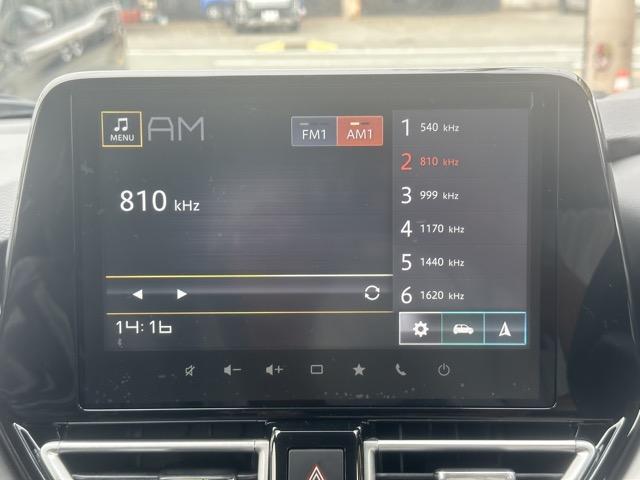 MENU
AM
FM1
AM1
810 kHz
1 540 kHz
2 810 kHz
3 999 kHz
4 1170 kHz
5 1440 kHz
6 1620 kHz
14:16